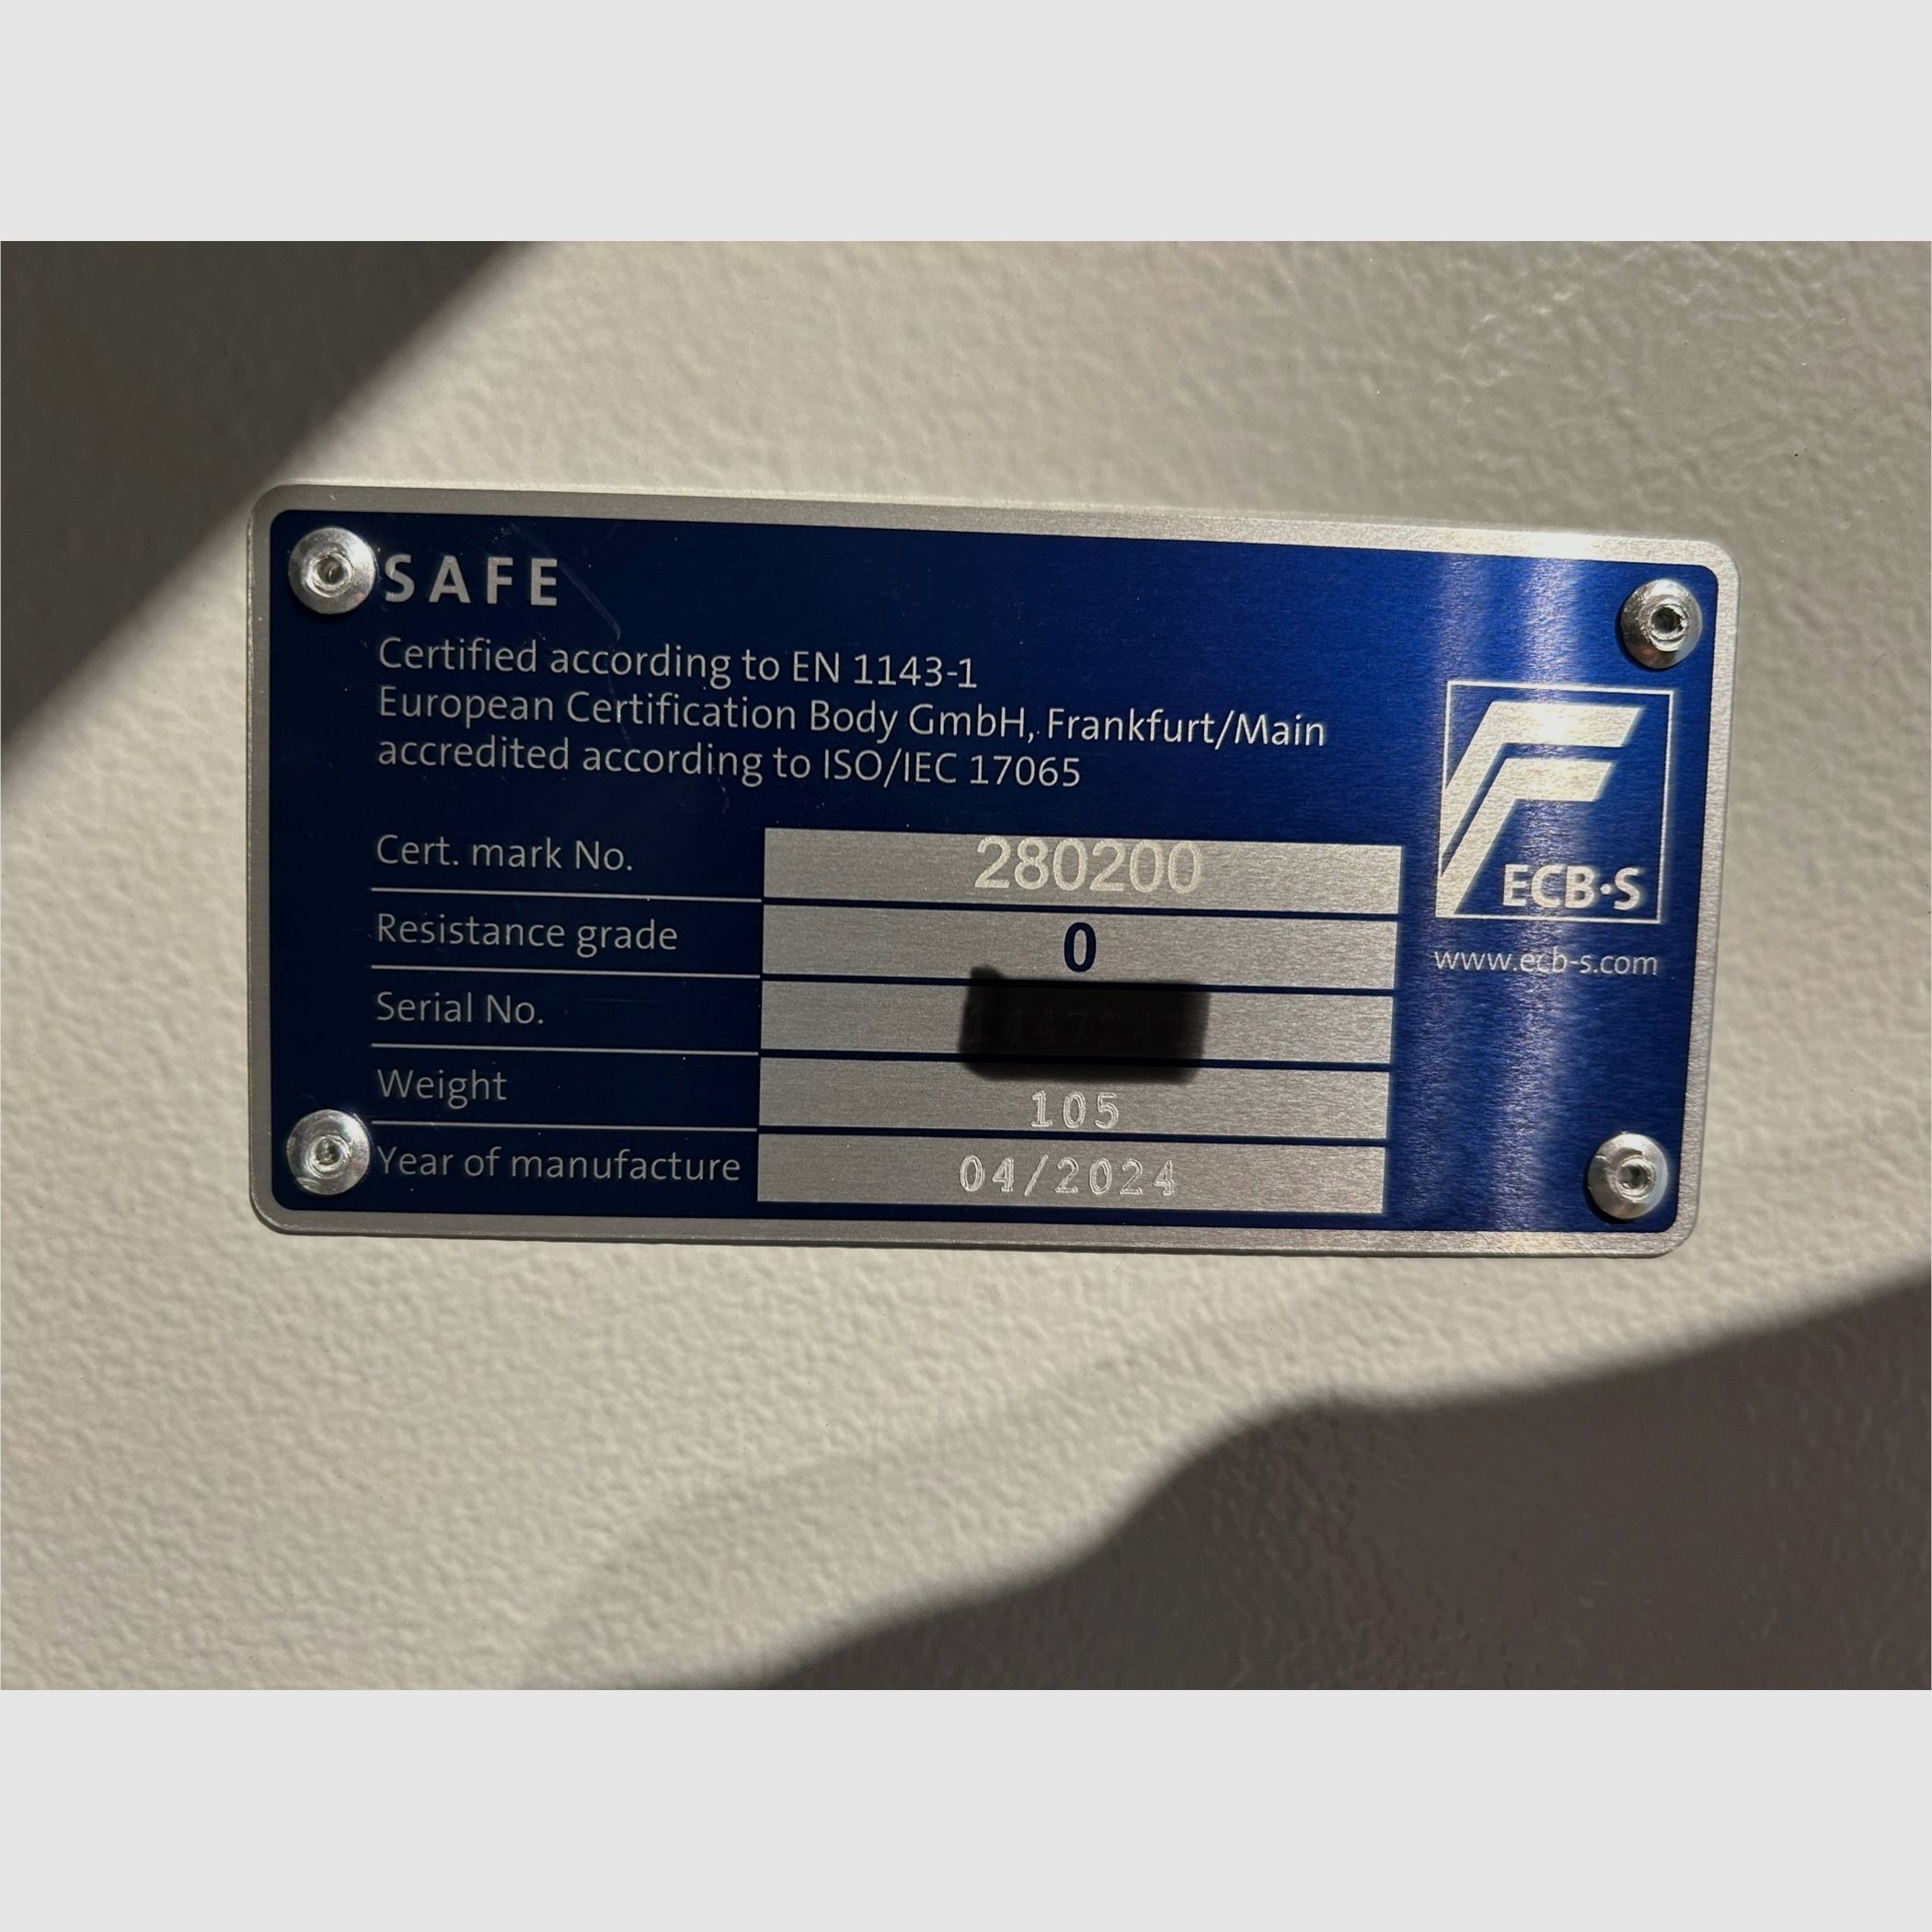 SAFE
Certified according to EN 1143-1
European Certification Body GmbH, Frankfurt/Main
accredited according to ISO/IEC 17065
Cert. mark No. 280200
Resistance grade 0
Serial No.
Weight 105
Year of manufacture 04/2024
ECB·S
www.ecb-s.com